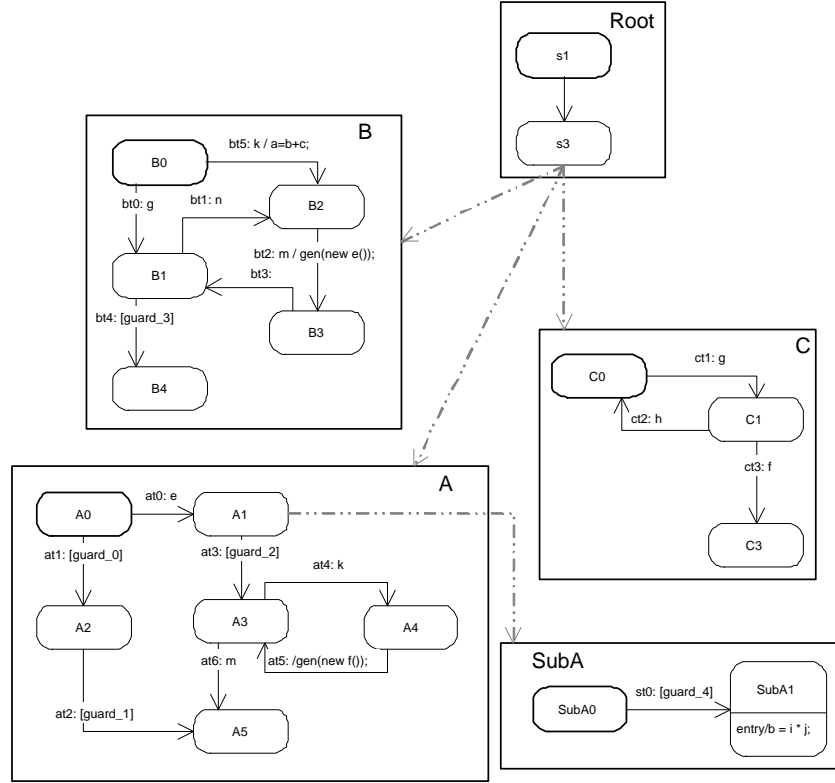 Root
s1
s3
B
bt5: k / a=b+c;
B0
bt0: g
bt1: n
B2
bt2: m / gen(new e());
B1
bt3:
bt4: [guard_3]
B3
B4
C
ct1: g
C0
ct2: h
C1
ct3: f
C3
A
at0: e
A0
A1
at1: [guard_0]
at3: [guard_2]
at4: k
A2
A3
A4
at6: m
at5: /gen(new f());
at2: [guard_1]
A5
SubA
st0: [guard_4]
SubA0
SubA1
entry/b = i * j;